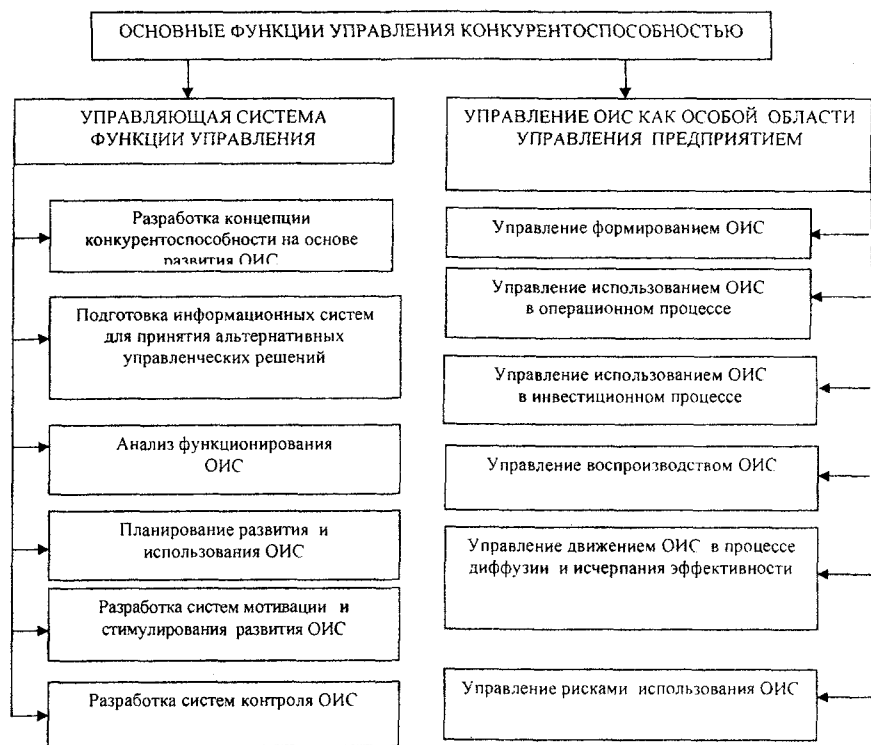 ОСНОВНЫЕ ФУНКЦИИ УПРАВЛЕНИЯ КОНКУРЕНТОСПОСОБНОСТЬЮ
УПРАВЛЯЮЩАЯ СИСТЕМА
ФУНКЦИИ УПРАВЛЕНИЯ
Разработка концепции
конкурентоспособности на основе
развития ОИС
Подготовка информационных систем
для принятия альтернативных
управленческих решений
Анализ функционирования
ОИС
Планирование развития и
использования ОИС
Разработка систем мотивации и
стимулирования развития ОИС
Разработка систем контроля ОИС
УПРАВЛЕНИЕ ОИС КАК ОСОБОЙ ОБЛАСТИ
УПРАВЛЕНИЯ ПРЕДПРИЯТИЕМ
Управление формированием ОИС
Управление использованием ОИС
в операционном процессе
Управление использованием ОИС
в инвестиционном процессе
Управление воспроизводством ОИС
Управление движением ОИС в процессе
диффузии и исчерпания эффективности
Управление рисками использования ОИС